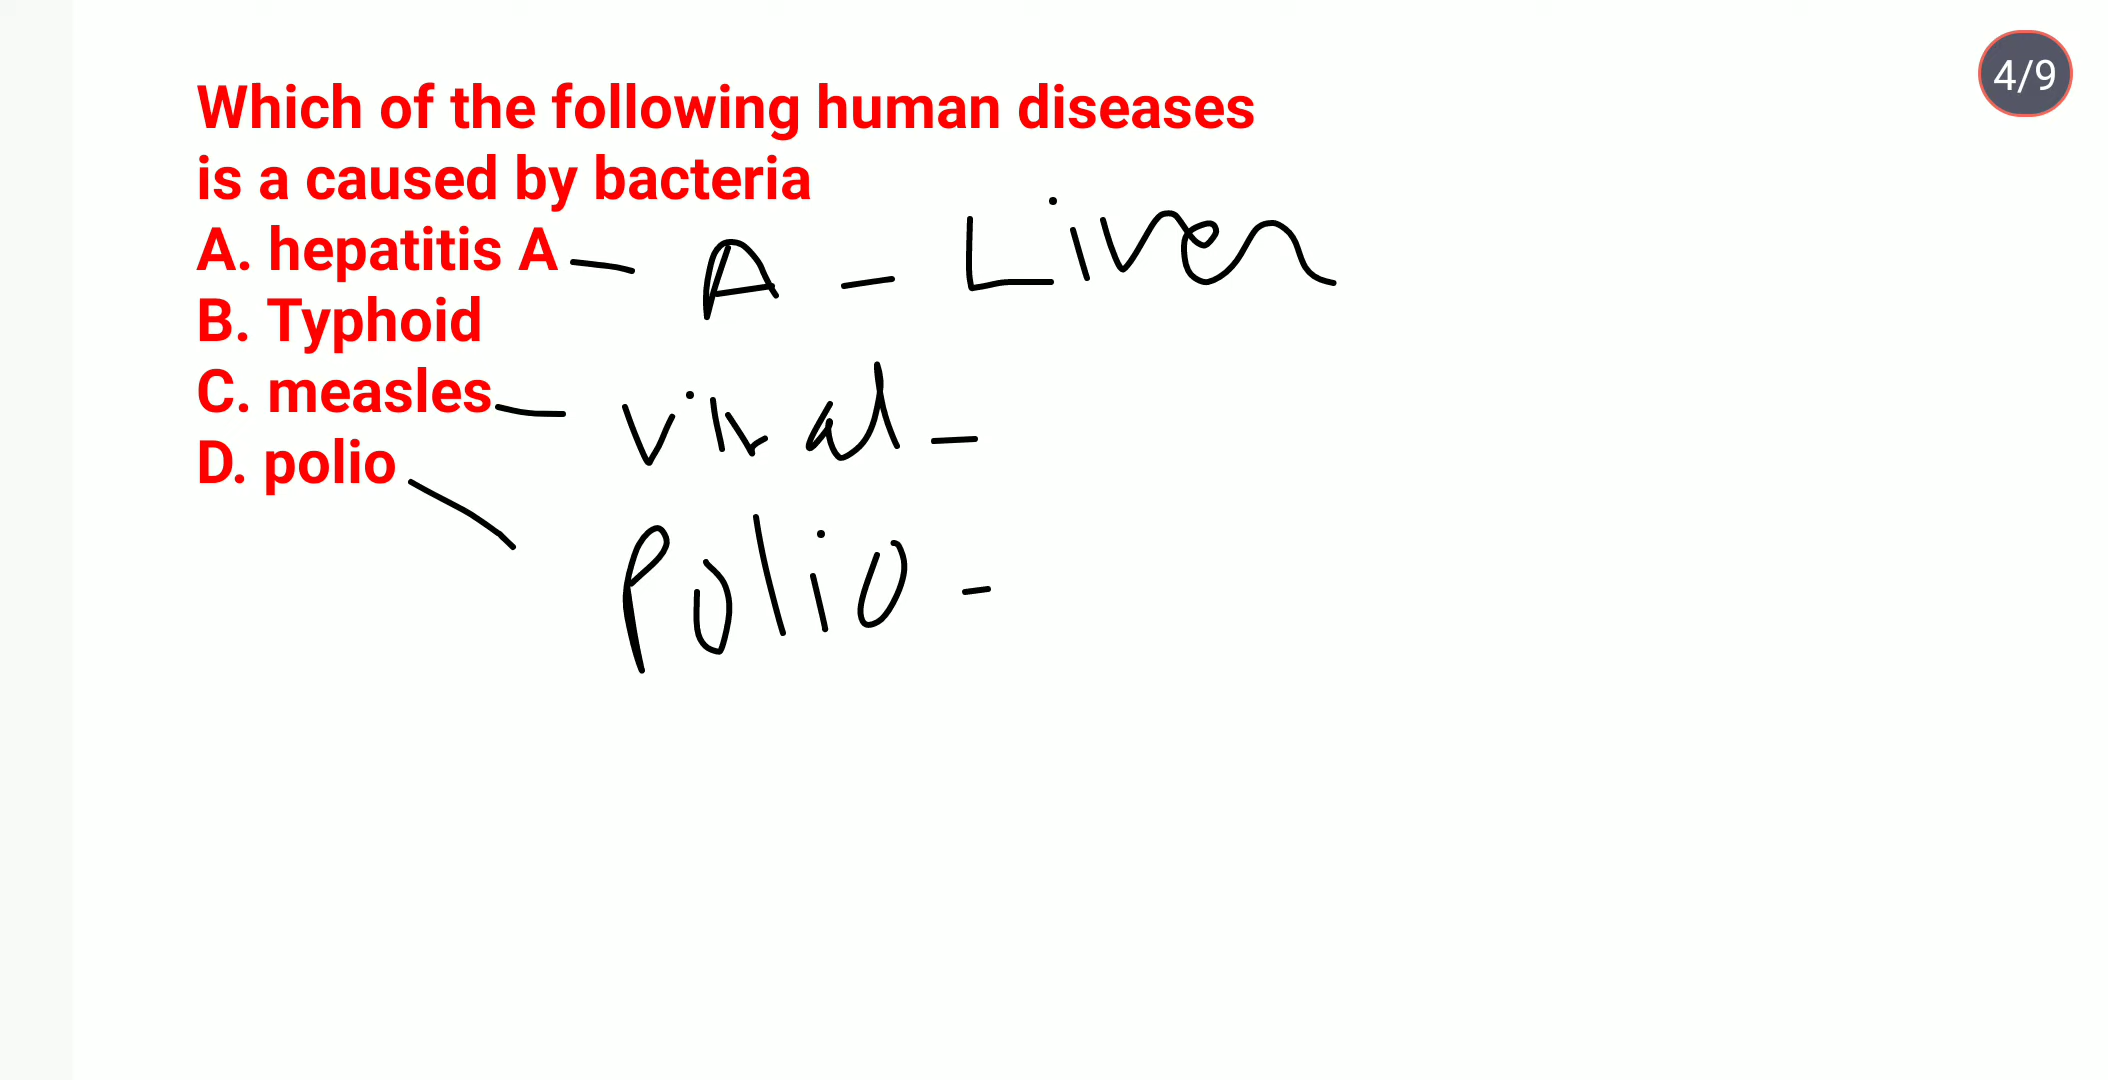 4/9
Which of the following human diseases
is a caused by bacteria
A. hepatitis A – A – Liver
B. Typhoid
C. measles – viral –
D. polio
Polio -